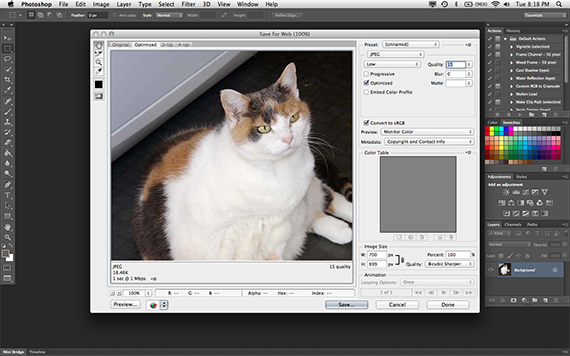 Photoshop File Edit Image Layer Type Select Filter 3D View Window Help (96%) Tue 8:18 PM
Feather: 0 px Anti-alias Style: Normal Width: Height: Refine Edge... Essentials
Save for Web (100%)
Original Optimized 2-Up 4-Up
Preset: [Unnamed]
JPEG
Low Quality: 15
Progressive Blur: 0
Optimized Matte:
Embed Color Profile
Convert to sRGB
Preview: Monitor Color
Metadata: Copyright and Contact Info
Color Table
Image Size
W: 700 px Percent: 100 %
H: 699 px Quality: Bicubic Sharper
Animation
Looping Options: Once
1 of 1
JPEG 15 quality
18.46K
1 sec @ 1 Mbps
100% R: -- G: -- B: -- Alpha: -- Hex: -- Index: --
Preview... Save... Cancel Done
Actions
Default Actions
Vignette (selection)
Frame Channel - 50 pixel
Wood Frame - 50 pixel
Cast Shadow (type)
Water Reflection (type)
Custom RGB to Grayscale
Molten Lead
Make Clip Path (selection)
Color Swatches
Adjustments Styles
Add an adjustment
Layers Channels Paths
Kind
Normal Opacity:
Lock: Fill:
Background
Mini Bridge Timeline